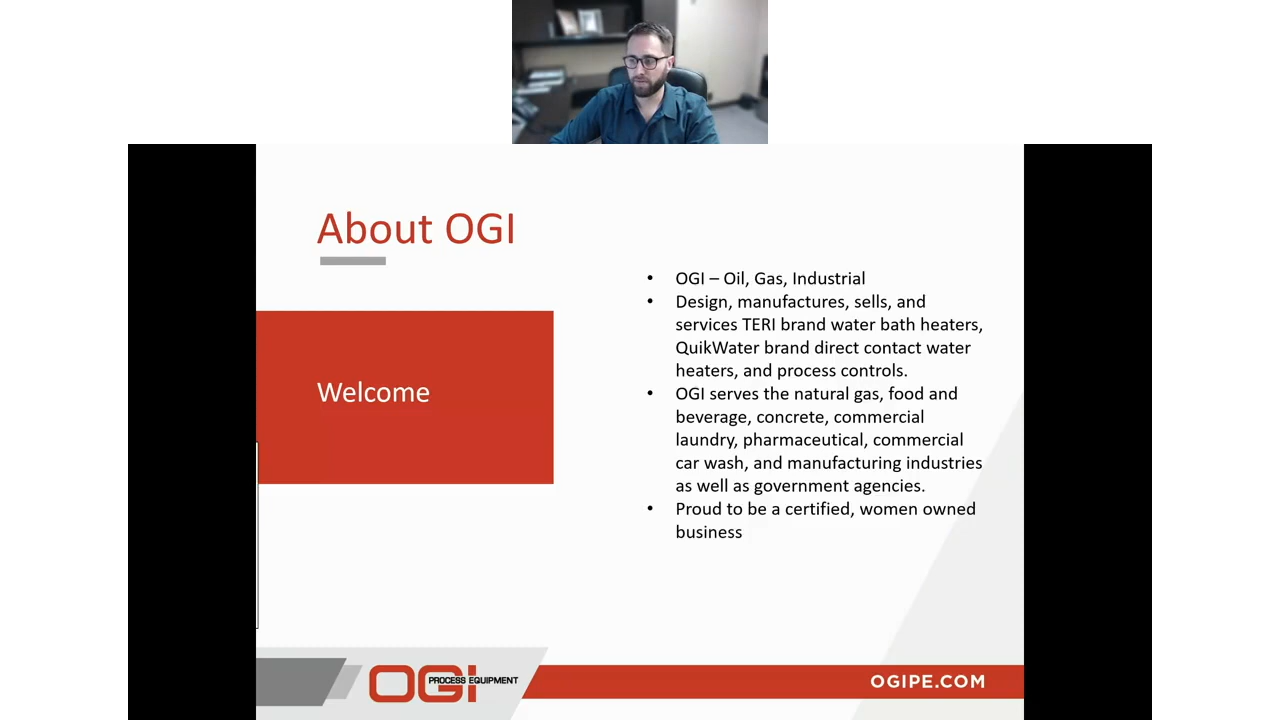 About OGI
Welcome
• OGI – Oil, Gas, Industrial
• Design, manufactures, sells, and
services TERI brand water bath heaters,
QuikWater brand direct contact water
heaters, and process controls.
• OGI serves the natural gas, food and
beverage, concrete, commercial
laundry, pharmaceutical, commercial
car wash, and manufacturing industries
as well as government agencies.
• Proud to be a certified, women owned
business
OGI PROCESS EQUIPMENT
OGIPE.COM